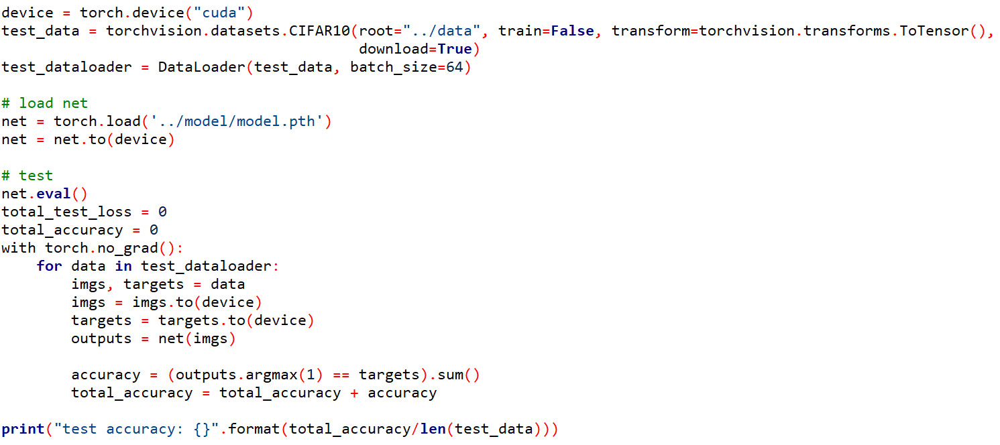 device = torch.device("cuda")
test_data = torchvision.datasets.CIFAR10(root="../data", train=False, transform=torchvision.transforms.ToTensor(),
                                         download=True)
test_dataloader = DataLoader(test_data, batch_size=64)

# load net
net = torch.load('../model/model.pth')
net = net.to(device)

# test
net.eval()
total_test_loss = 0
total_accuracy = 0
with torch.no_grad():
    for data in test_dataloader:
        imgs, targets = data
        imgs = imgs.to(device)
        targets = targets.to(device)
        outputs = net(imgs)

        accuracy = (outputs.argmax(1) == targets).sum()
        total_accuracy = total_accuracy + accuracy

print("test accuracy: {}".format(total_accuracy/len(test_data)))